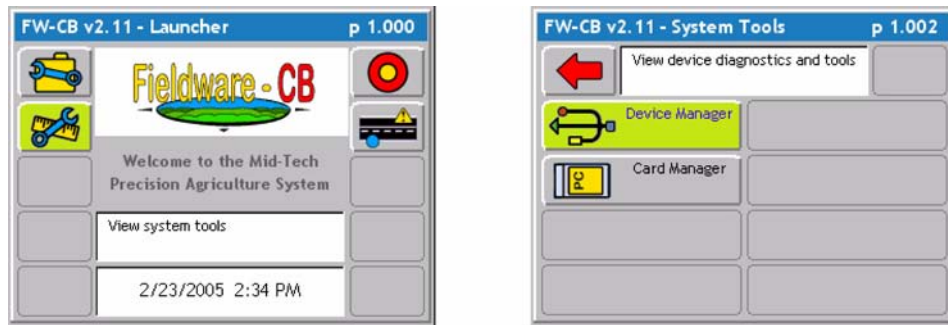 FW-CB v2.11 - Launcher p 1.000
Fieldware - CB
Welcome to the Mid-Tech
Precision Agriculture System
View system tools
2/23/2005 2:34 PM
FW-CB v2.11 - System Tools p 1.002
View device diagnostics and tools
Device Manager
PC
Card Manager